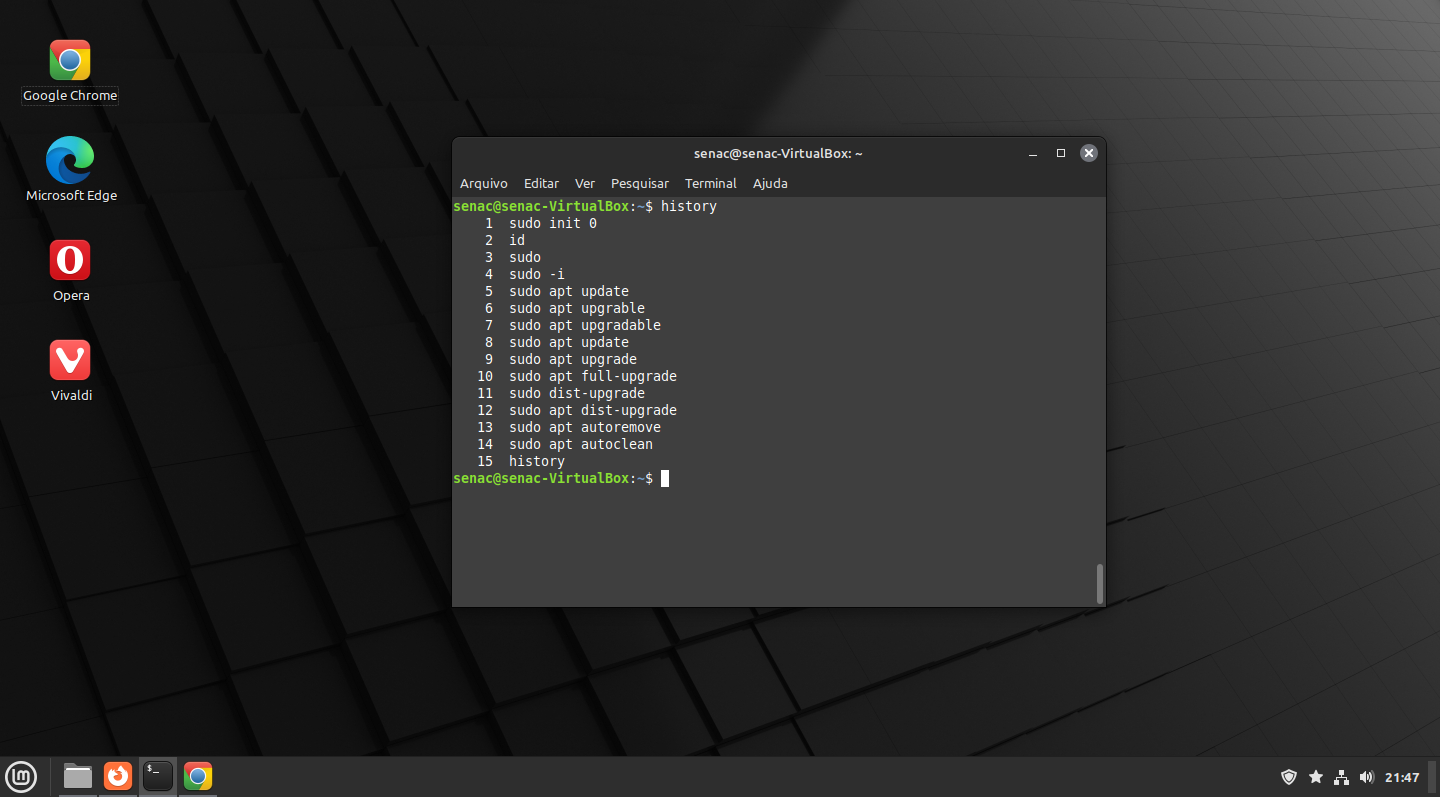 Google Chrome
Microsoft Edge
Opera
Vivaldi
senac@senac-VirtualBox: ~
Arquivo Editar Ver Pesquisar Terminal Ajuda
senac@senac-VirtualBox:~$ history
1 sudo init 0
2 id
3 sudo
4 sudo -i
5 sudo apt update
6 sudo apt upgrable
7 sudo apt upgradable
8 sudo apt update
9 sudo apt upgrade
10 sudo apt full-upgrade
11 sudo dist-upgrade
12 sudo apt dist-upgrade
13 sudo apt autoremove
14 sudo apt autoclean
15 history
senac@senac-VirtualBox:~$
$_
21:47